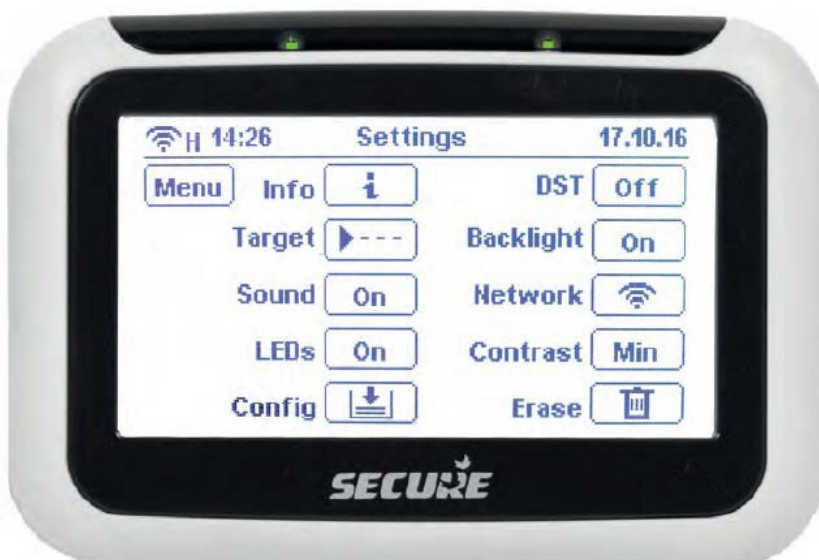 H 14:26 Settings 17.10.16
Menu Info i DST Off
Target --- Backlight On
Sound On Network
LEDs On Contrast Min
Config Erase
SECURE